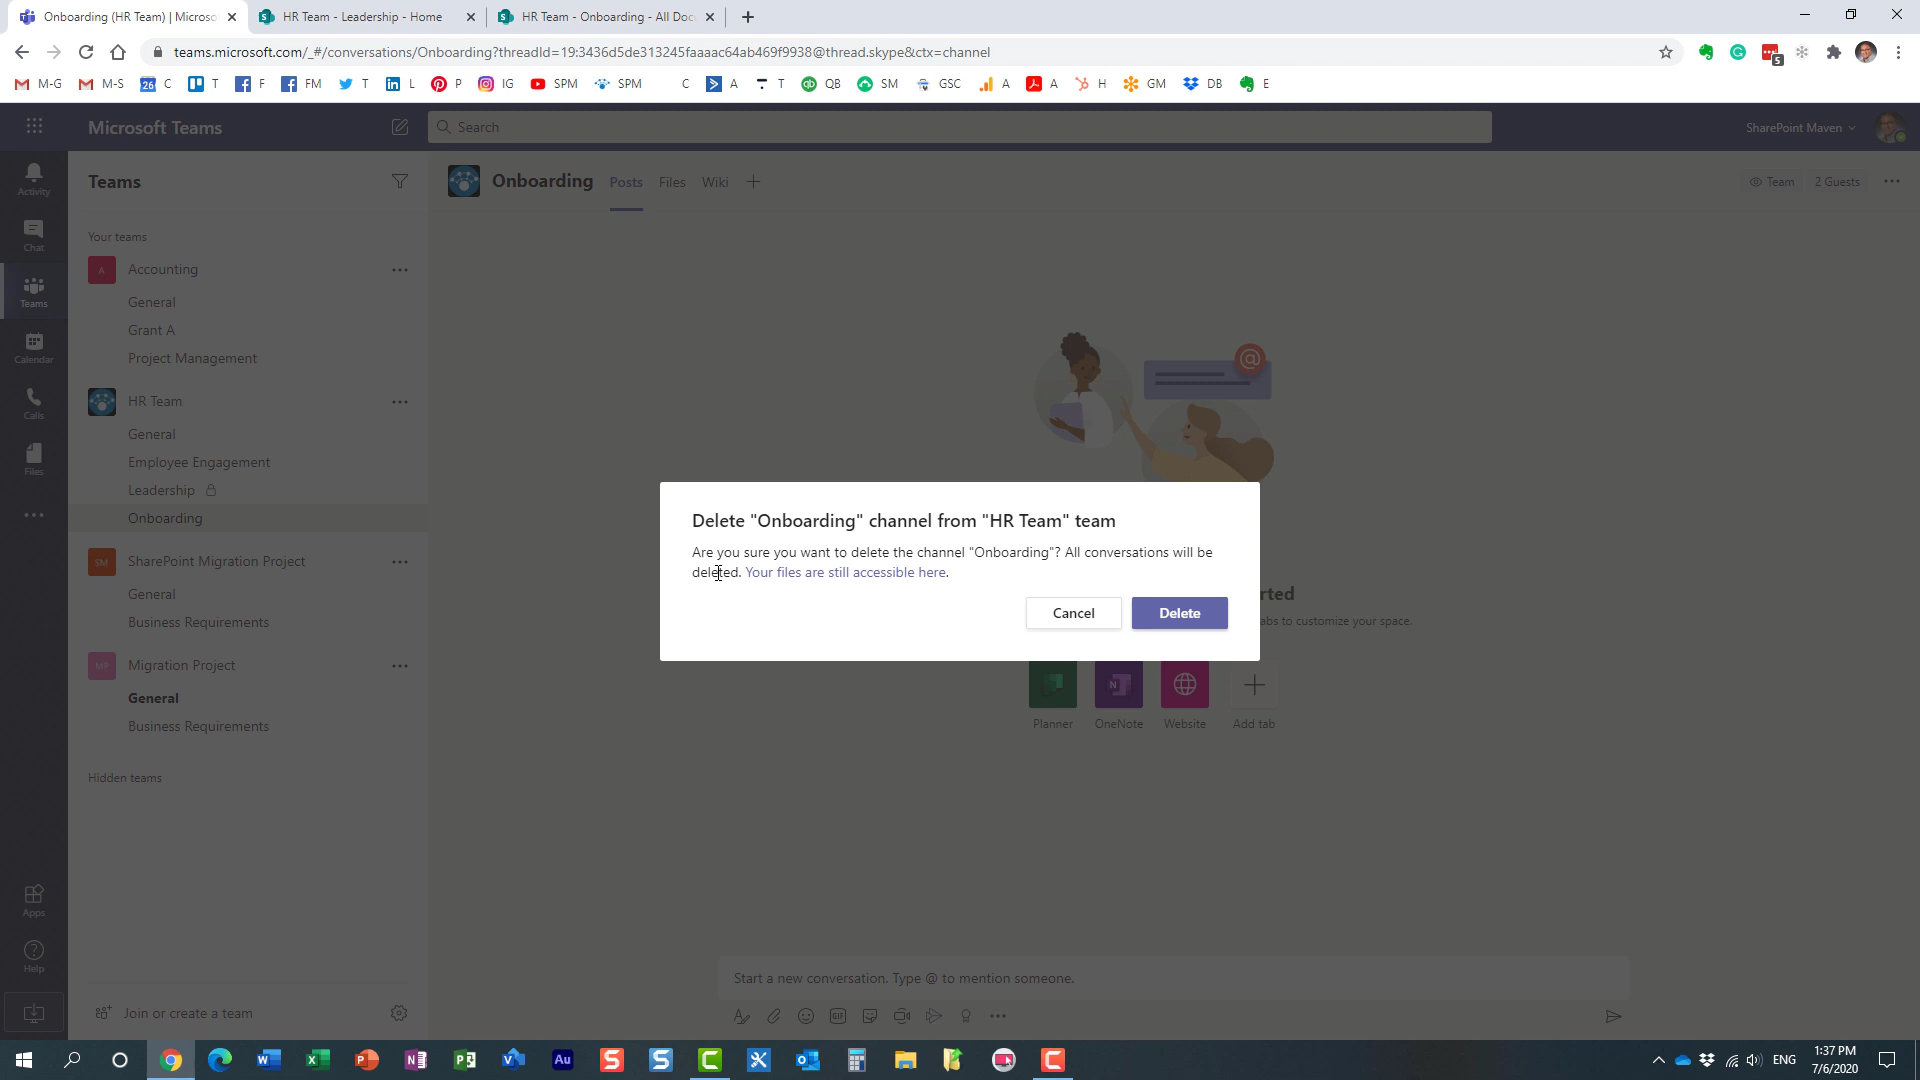 Onboarding (HR Team) | Microso
HR Team - Leadership - Home
HR Team - Onboarding - All Doc
teams.microsoft.com/_#/conversations/Onboarding?threadId=19:3436d5de313245faaaac64ab469f9938@thread.skype&ctx=channel
5
M-G
M-S
26
C
T
F
FM
T
L
P
IG
SPM
SPM
C
A
T
QB
SM
GSC
A
A
H
GM
DB
E
Microsoft Teams
Search
SharePoint Maven
Activity
Chat
Teams
Calendar
Calls
Files
Apps
Help
Teams
Your teams
A
Accounting
General
Grant A
Project Management
HR Team
General
Employee Engagement
Leadership
Onboarding
SM
SharePoint Migration Project
General
Business Requirements
MP
Migration Project
General
Business Requirements
Hidden teams
Join or create a team
Onboarding
Posts
Files
Wiki
Team
2 Guests
@
Delete "Onboarding" channel from "HR Team" team
Are you sure you want to delete the channel "Onboarding"? All conversations will be
deleted. Your files are still accessible here.
Cancel
Delete
rted
abs to customize your space.
N
Planner
OneNote
Website
Add tab
Start a new conversation. Type @ to mention someone.
GIF
Au
S
S
C
C
ENG
1:37 PM
7/6/2020